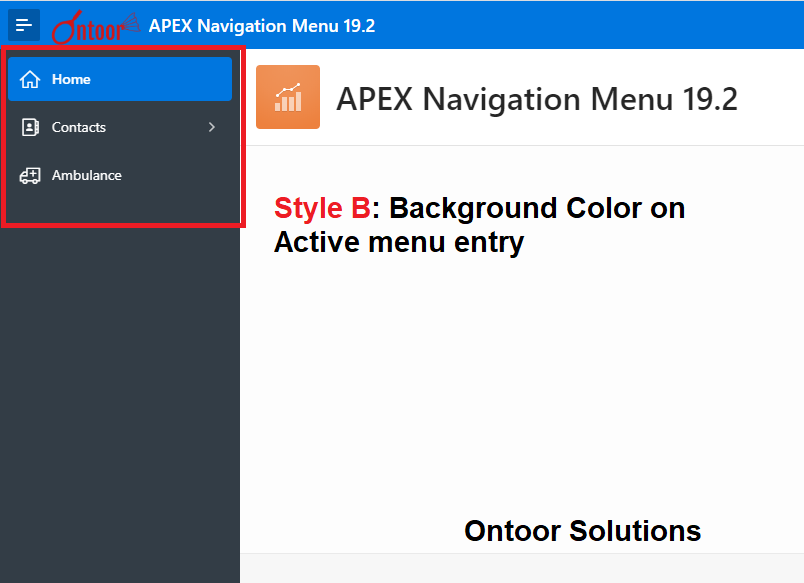 Ontoor APEX Navigation Menu 19.2
Home
Contacts
Ambulance
APEX Navigation Menu 19.2
Style B: Background Color on
Active menu entry
Ontoor Solutions